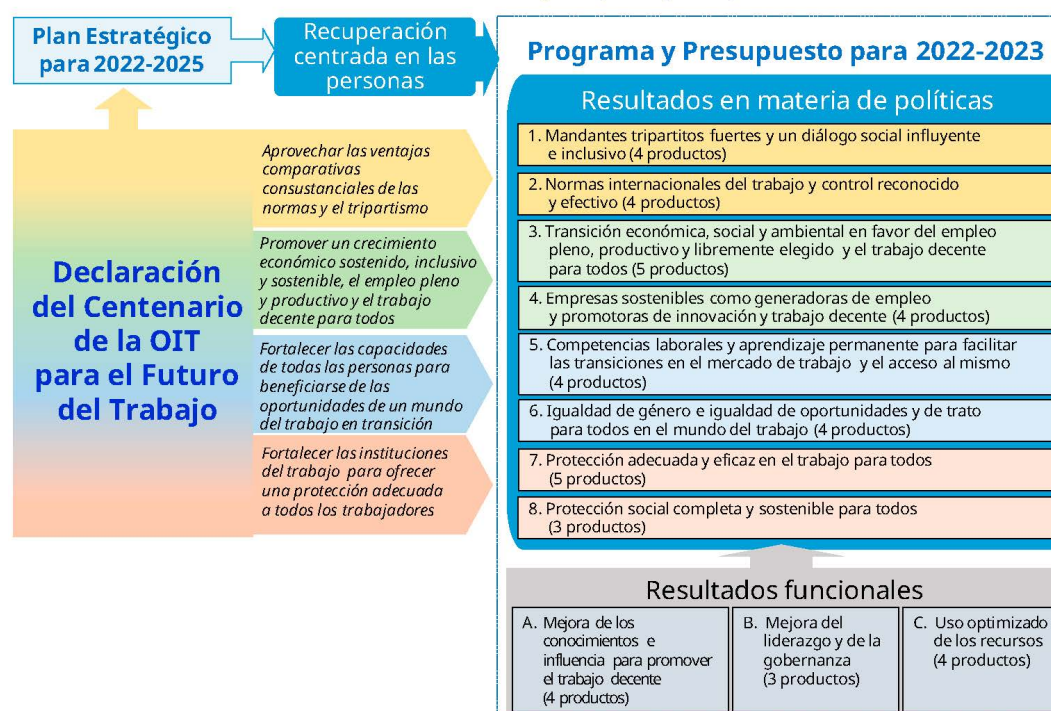 Plan Estratégico
para 2022-2025
Recuperación
centrada en las
personas
Programa y Presupuesto para 2022-2023
Declaración
del Centenario
de la OIT
para el Futuro
del Trabajo
Aprovechar las ventajas
comparativas
consustanciales de las
normas y el tripartismo
Promover un crecimiento
económico sostenido, inclusivo
y sostenible, el empleo pleno
y productivo y el trabajo
decente para todos
Fortalecer las capacidades
de todas las personas para
beneficiarse de las
oportunidades de un mundo
del trabajo en transición
Fortalecer las instituciones
del trabajo para ofrecer
una protección adecuada
a todos los trabajadores
Resultados en materia de políticas
1. Mandantes tripartitos fuertes y un diálogo social influyente
e inclusivo (4 productos)
2. Normas internacionales del trabajo y control reconocido
y efectivo (4 productos)
3. Transición económica, social y ambiental en favor del empleo
pleno, productivo y libremente elegido y el trabajo decente
para todos (5 productos)
4. Empresas sostenibles como generadoras de empleo
y promotoras de innovación y trabajo decente (4 productos)
5. Competencias laborales y aprendizaje permanente para facilitar
las transiciones en el mercado de trabajo y el acceso al mismo
(4 productos)
6. Igualdad de género e igualdad de oportunidades y de trato
para todos en el mundo del trabajo (4 productos)
7. Protección adecuada y eficaz en el trabajo para todos
(5 productos)
8. Protección social completa y sostenible para todos
(3 productos)
Resultados funcionales
A. Mejora de los
conocimientos e
influencia para promover
el trabajo decente
(4 productos)
B. Mejora del
liderazgo y de la
gobernanza
(3 productos)
C. Uso optimizado
de los recursos
(4 productos)